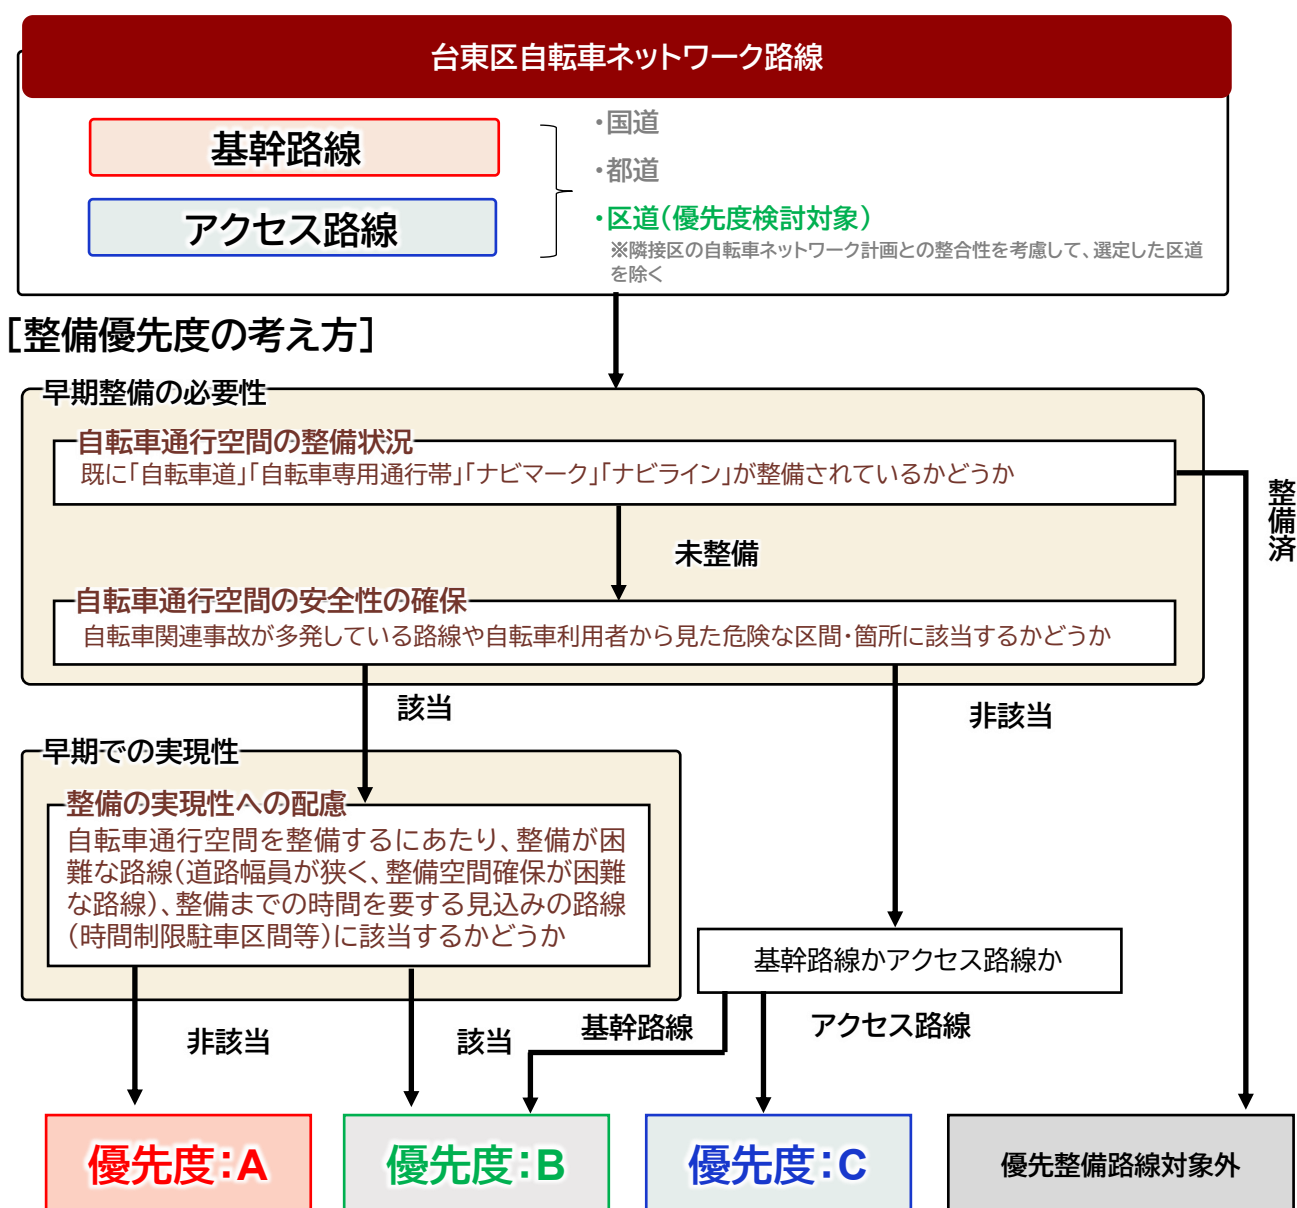 台東区自転車ネットワーク路線
基幹路線
アクセス路線
・国道
・都道
・区道(優先度検討対象)
※隣接区の自転車ネットワーク計画との整合性を考慮して、選定した区道
を除く
[整備優先度の考え方]
早期整備の必要性
自転車通行空間の整備状況
既に「自転車道」「自転車専用通行帯」「ナビマーク」「ナビライン」が整備されているかどうか
整備済
未整備
自転車通行空間の安全性の確保
自転車関連事故が多発している路線や自転車利用者から見た危険な区間・箇所に該当するかどうか
該当
非該当
早期での実現性
整備の実現性への配慮
自転車通行空間を整備するにあたり、整備が困
難な路線(道路幅員が狭く、整備空間確保が困難
な路線)、整備までの時間を要する見込みの路線
(時間制限駐車区間等)に該当するかどうか
基幹路線かアクセス路線か
非該当
該当
基幹路線
アクセス路線
優先度:A
優先度:B
優先度:C
優先整備路線対象外